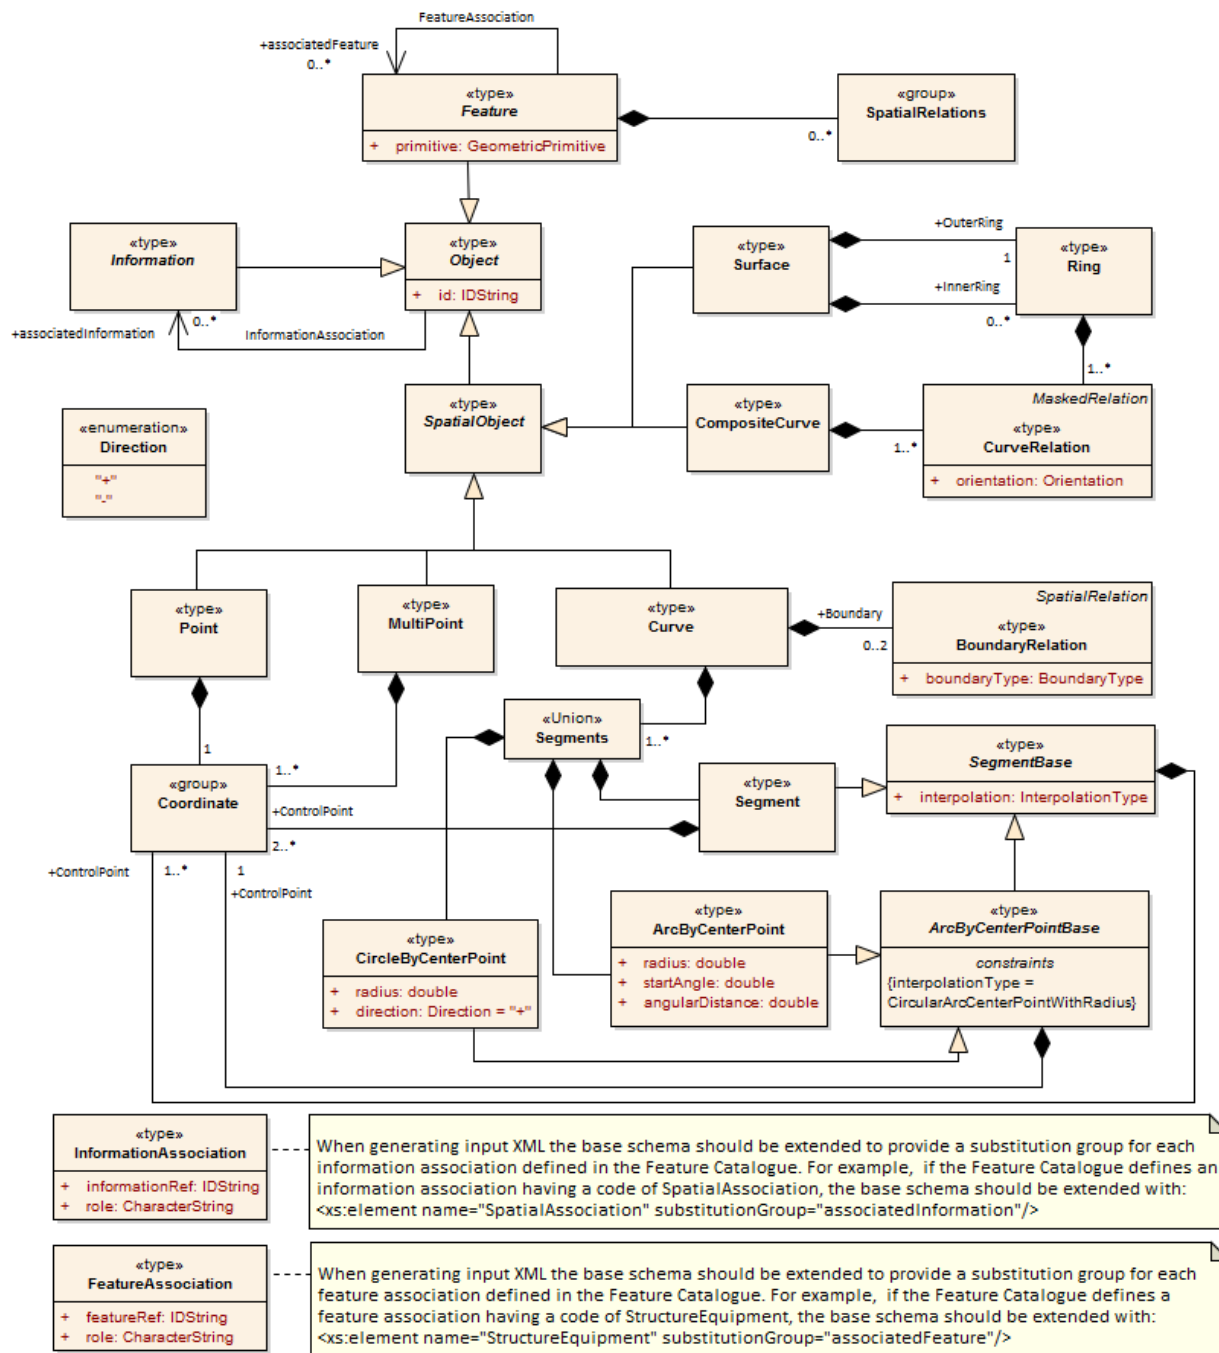 FeatureAssociation
+associatedFeature
0..*
«type»
Feature
+ primitive: GeometricPrimitive
0..*
«group»
SpatialRelations
«type»
Information
«type»
Object
+ id: IDString
0..*
+associatedInformation
InformationAssociation
«type»
Surface
+OuterRing
1
+InnerRing
0..*
«type»
Ring
1..*
«enumeration»
Direction
"+"
"-"
«type»
SpatialObject
«type»
CompositeCurve
1..*
MaskedRelation
«type»
CurveRelation
+ orientation: Orientation
«type»
Point
«type»
MultiPoint
«type»
Curve
+Boundary
0..2
SpatialRelation
«type»
BoundaryRelation
+ boundaryType: BoundaryType
1
1..*
«Union»
Segments
1..*
«group»
Coordinate
+ControlPoint
2..*
«type»
Segment
«type»
SegmentBase
+ interpolation: InterpolationType
+ControlPoint
1..*
1
+ControlPoint
«type»
CircleByCenterPoint
+ radius: double
+ direction: Direction = "+"
«type»
ArcByCenterPoint
+ radius: double
+ startAngle: double
+ angularDistance: double
«type»
ArcByCenterPointBase
constraints
{interpolationType =
CircularArcCenterPointWithRadius}
«type»
InformationAssociation
+ informationRef: IDString
+ role: CharacterString
When generating input XML the base schema should be extended to provide a substitution group for each
information association defined in the Feature Catalogue. For example, if the Feature Catalogue defines an
information association having a code of SpatialAssociation, the base schema should be extended with:
<xs:element name="SpatialAssociation" substitutionGroup="associatedInformation"/>
«type»
FeatureAssociation
+ featureRef: IDString
+ role: CharacterString
When generating input XML the base schema should be extended to provide a substitution group for each
feature association defined in the Feature Catalogue. For example, if the Feature Catalogue defines a
feature association having a code of StructureEquipment, the base schema should be extended with:
<xs:element name="StructureEquipment" substitutionGroup="associatedFeature"/>